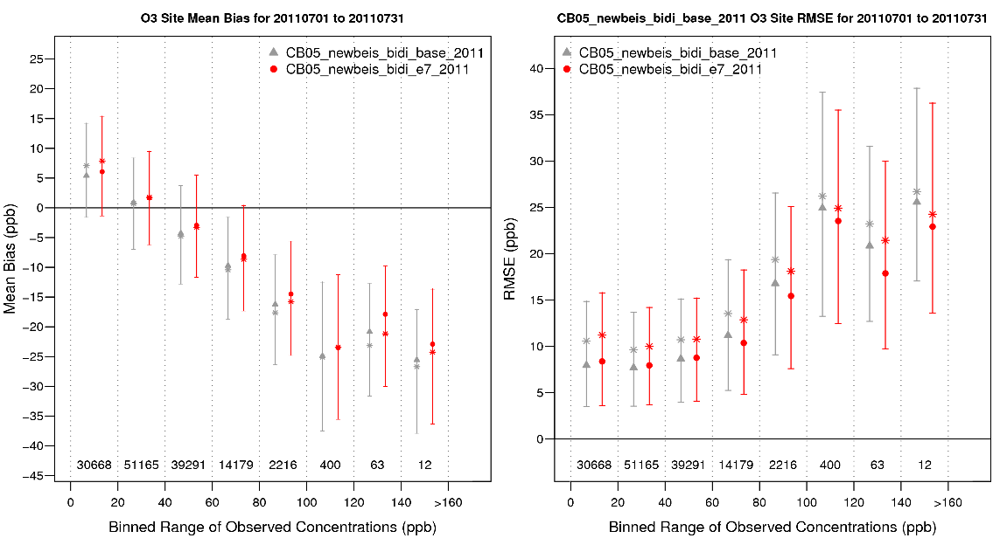 O3 Site Mean Bias for 20110701 to 20110731
CB05_newbeis_bidi_base_2011
CB05_newbeis_bidi_e7_2011
25
20
15
10
5
0
−5
−10
−15
−20
−25
−30
−35
−40
−45
Mean Bias (ppb)
30668 51165 39291 14179 2216 400 63 12
0 20 40 60 80 100 120 140 >160
Binned Range of Observed Concentrations (ppb)
CB05_newbeis_bidi_base_2011 O3 Site RMSE for 20110701 to 20110731
CB05_newbeis_bidi_base_2011
CB05_newbeis_bidi_e7_2011
40
35
30
25
20
15
10
5
0
RMSE (ppb)
30668 51165 39291 14179 2216 400 63 12
0 20 40 60 80 100 120 140 >160
Binned Range of Observed Concentrations (ppb)